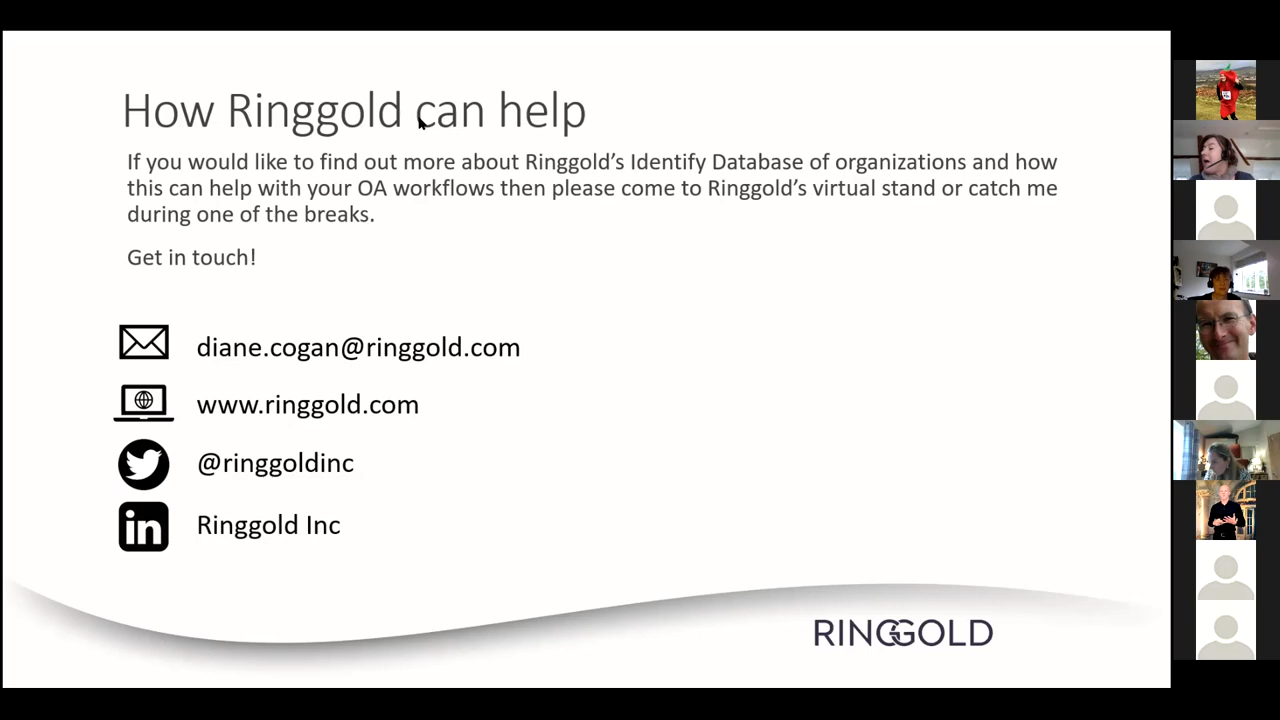 How Ringgold can help
If you would like to find out more about Ringgold’s Identify Database of organizations and how
this can help with your OA workflows then please come to Ringgold’s virtual stand or catch me
during one of the breaks.
Get in touch!
diane.cogan@ringgold.com
www.ringgold.com
@ringgoldinc
in
Ringgold Inc
RINGGOLD